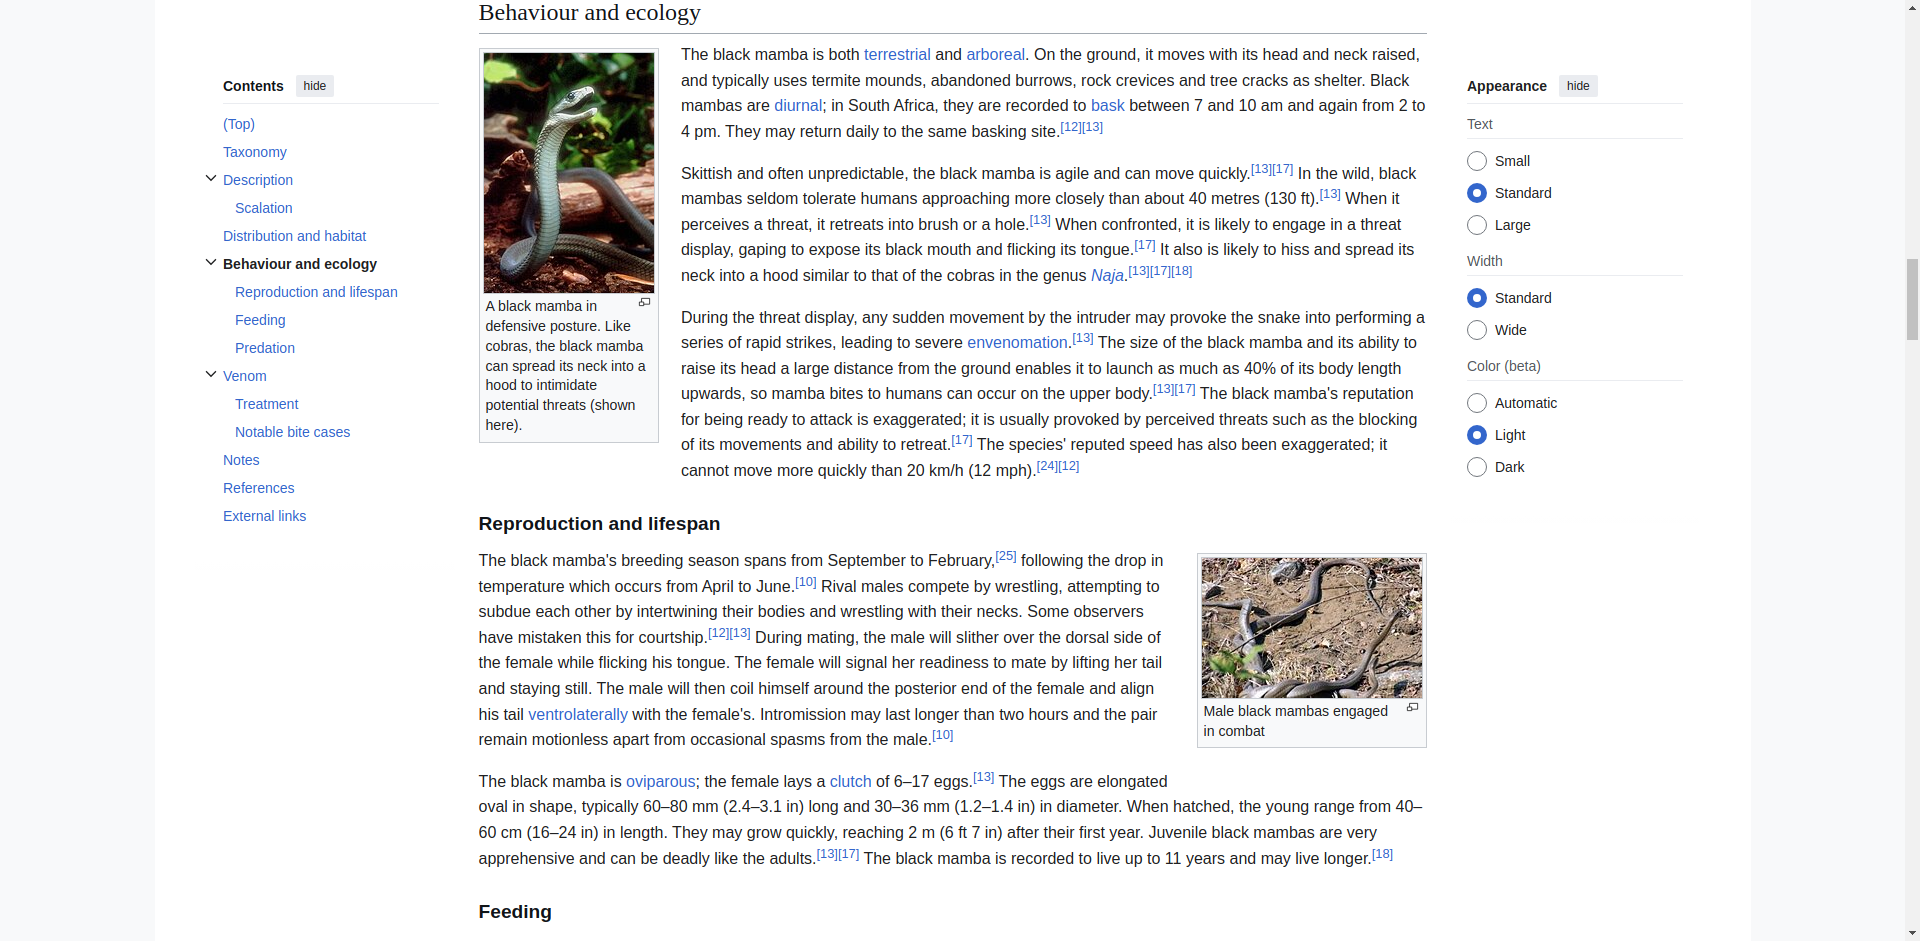 Behaviour and ecology
Contents hide
(Top)
Taxonomy
Description
Scalation
Distribution and habitat
Behaviour and ecology
Reproduction and lifespan
Feeding
Predation
Venom
Treatment
Notable bite cases
Notes
References
External links
A black mamba in
defensive posture. Like
cobras, the black mamba
can spread its neck into a
hood to intimidate
potential threats (shown
here).
The black mamba is both terrestrial and arboreal. On the ground, it moves with its head and neck raised,
and typically uses termite mounds, abandoned burrows, rock crevices and tree cracks as shelter. Black
mambas are diurnal; in South Africa, they are recorded to bask between 7 and 10 am and again from 2 to
4 pm. They may return daily to the same basking site.[12][13]
Skittish and often unpredictable, the black mamba is agile and can move quickly.[13][17] In the wild, black
mambas seldom tolerate humans approaching more closely than about 40 metres (130 ft).[13] When it
perceives a threat, it retreats into brush or a hole.[13] When confronted, it is likely to engage in a threat
display, gaping to expose its black mouth and flicking its tongue.[17] It also is likely to hiss and spread its
neck into a hood similar to that of the cobras in the genus Naja.[13][17][18]
During the threat display, any sudden movement by the intruder may provoke the snake into performing a
series of rapid strikes, leading to severe envenomation.[13] The size of the black mamba and its ability to
raise its head a large distance from the ground enables it to launch as much as 40% of its body length
upwards, so mamba bites to humans can occur on the upper body.[13][17] The black mamba's reputation
for being ready to attack is exaggerated; it is usually provoked by perceived threats such as the blocking
of its movements and ability to retreat.[17] The species' reputed speed has also been exaggerated; it
cannot move more quickly than 20 km/h (12 mph).[24][12]
Reproduction and lifespan
The black mamba's breeding season spans from September to February,[25] following the drop in
temperature which occurs from April to June.[10] Rival males compete by wrestling, attempting to
subdue each other by intertwining their bodies and wrestling with their necks. Some observers
have mistaken this for courtship.[12][13] During mating, the male will slither over the dorsal side of
the female while flicking his tongue. The female will signal her readiness to mate by lifting her tail
and staying still. The male will then coil himself around the posterior end of the female and align
his tail ventrolaterally with the female's. Intromission may last longer than two hours and the pair
remain motionless apart from occasional spasms from the male.[10]
Male black mambas engaged
in combat
The black mamba is oviparous; the female lays a clutch of 6–17 eggs.[13] The eggs are elongated
oval in shape, typically 60–80 mm (2.4–3.1 in) long and 30–36 mm (1.2–1.4 in) in diameter. When hatched, the young range from 40–
60 cm (16–24 in) in length. They may grow quickly, reaching 2 m (6 ft 7 in) after their first year. Juvenile black mambas are very
apprehensive and can be deadly like the adults.[13][17] The black mamba is recorded to live up to 11 years and may live longer.[18]
Feeding
Appearance hide
Text
Small
Standard
Large
Width
Standard
Wide
Color (beta)
Automatic
Light
Dark